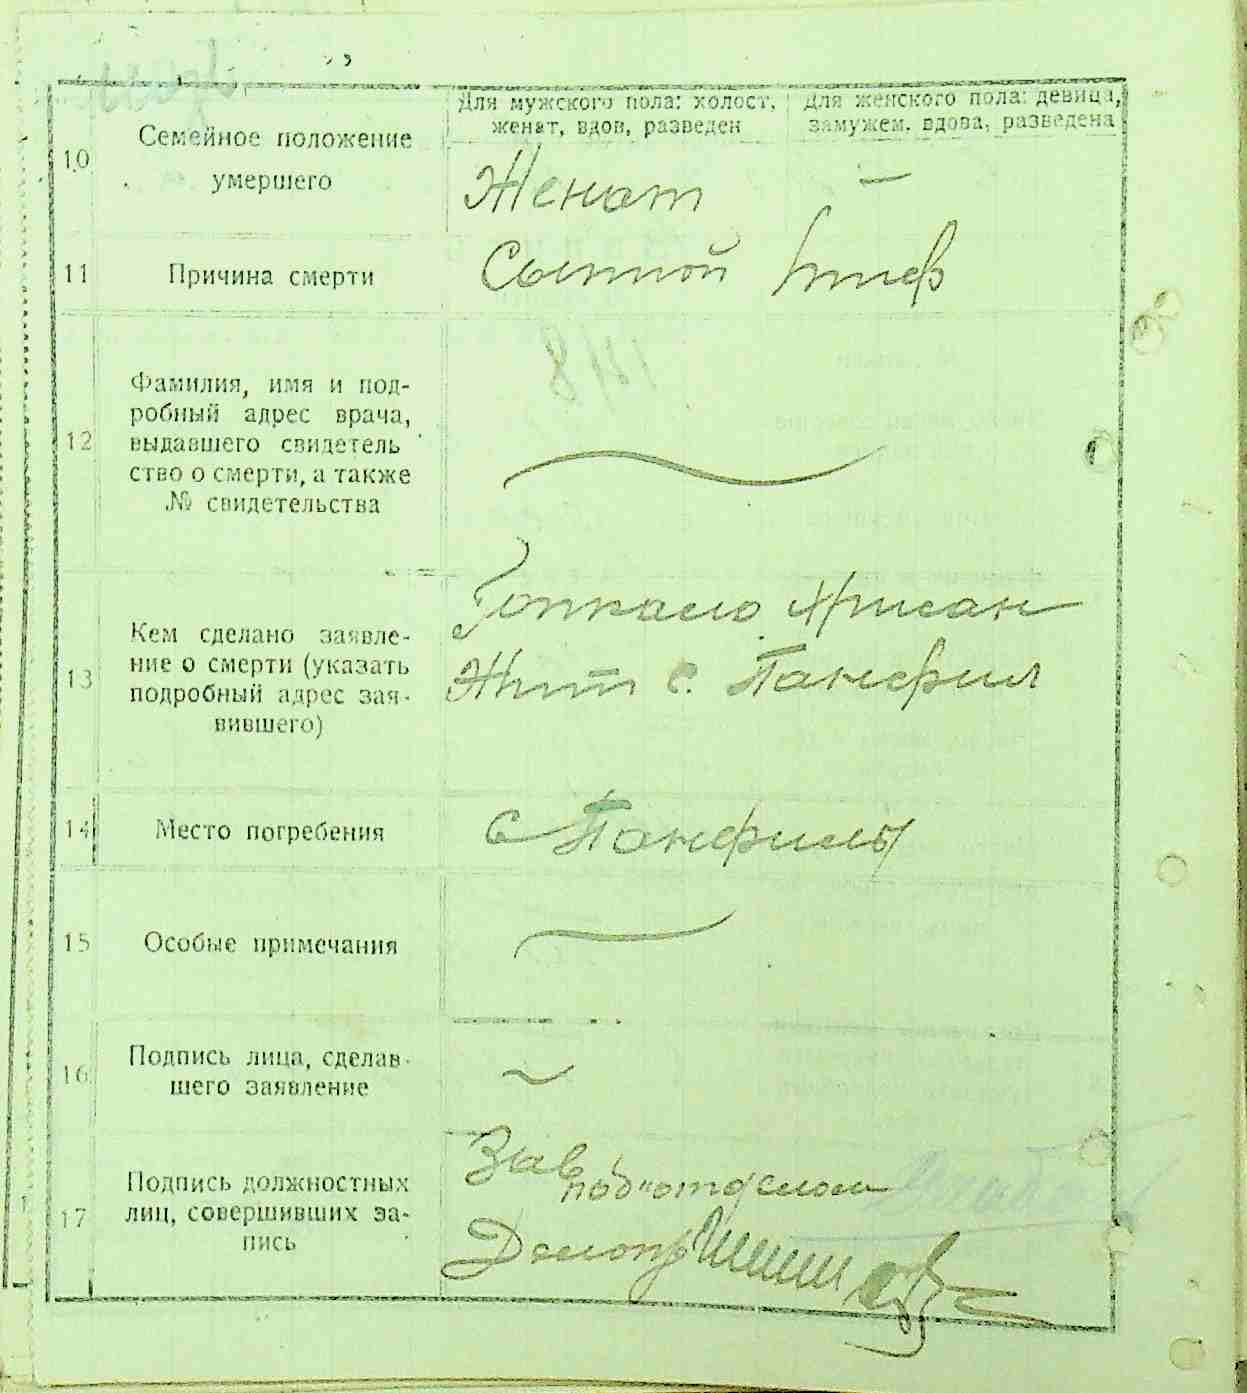 Для мужского пола: холост,
женат, вдов, разведен
Для женского пола: девица,
замужем, вдова, разведена
10
Семейное положение
умершего
Женат
—
11
Причина смерти
Сыпной тиф
12
Фамилия, имя и под-
робный адрес врача,
выдавшего свидетель
ство о смерти, а также
№ свидетельства
13
Кем сделано заявле-
ние о смерти (указать
подробный адрес зая-
вившего)
Хрисан
Жит с. Панфил
14
Место погребения
с Панфилы
15
Особые примечания
16
Подпись лица, сделав-
шего заявление
17
Подпись должностных
лиц, совершивших за-
пись
Зав
под"отделом
Делопр